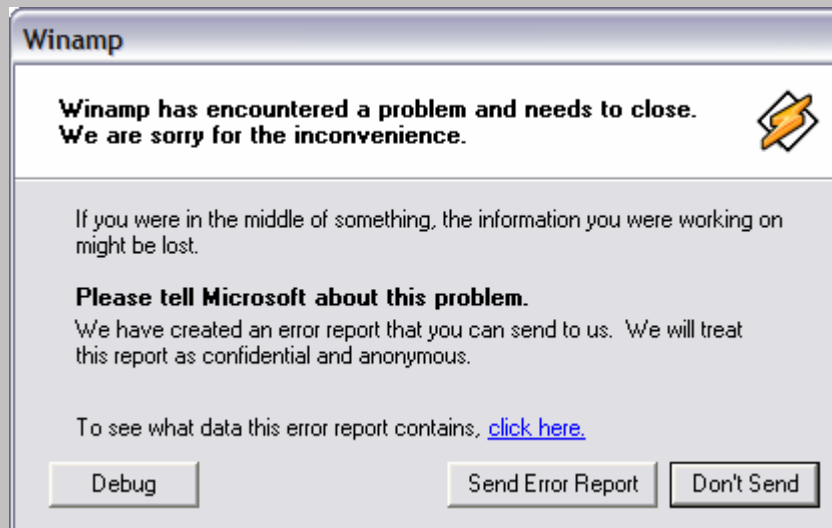 Winamp
Winamp has encountered a problem and needs to close.
We are sorry for the inconvenience.
If you were in the middle of something, the information you were working on
might be lost.
Please tell Microsoft about this problem.
We have created an error report that you can send to us.  We will treat
this report as confidential and anonymous.
To see what data this error report contains, click here.
Debug
Send Error Report
Don't Send